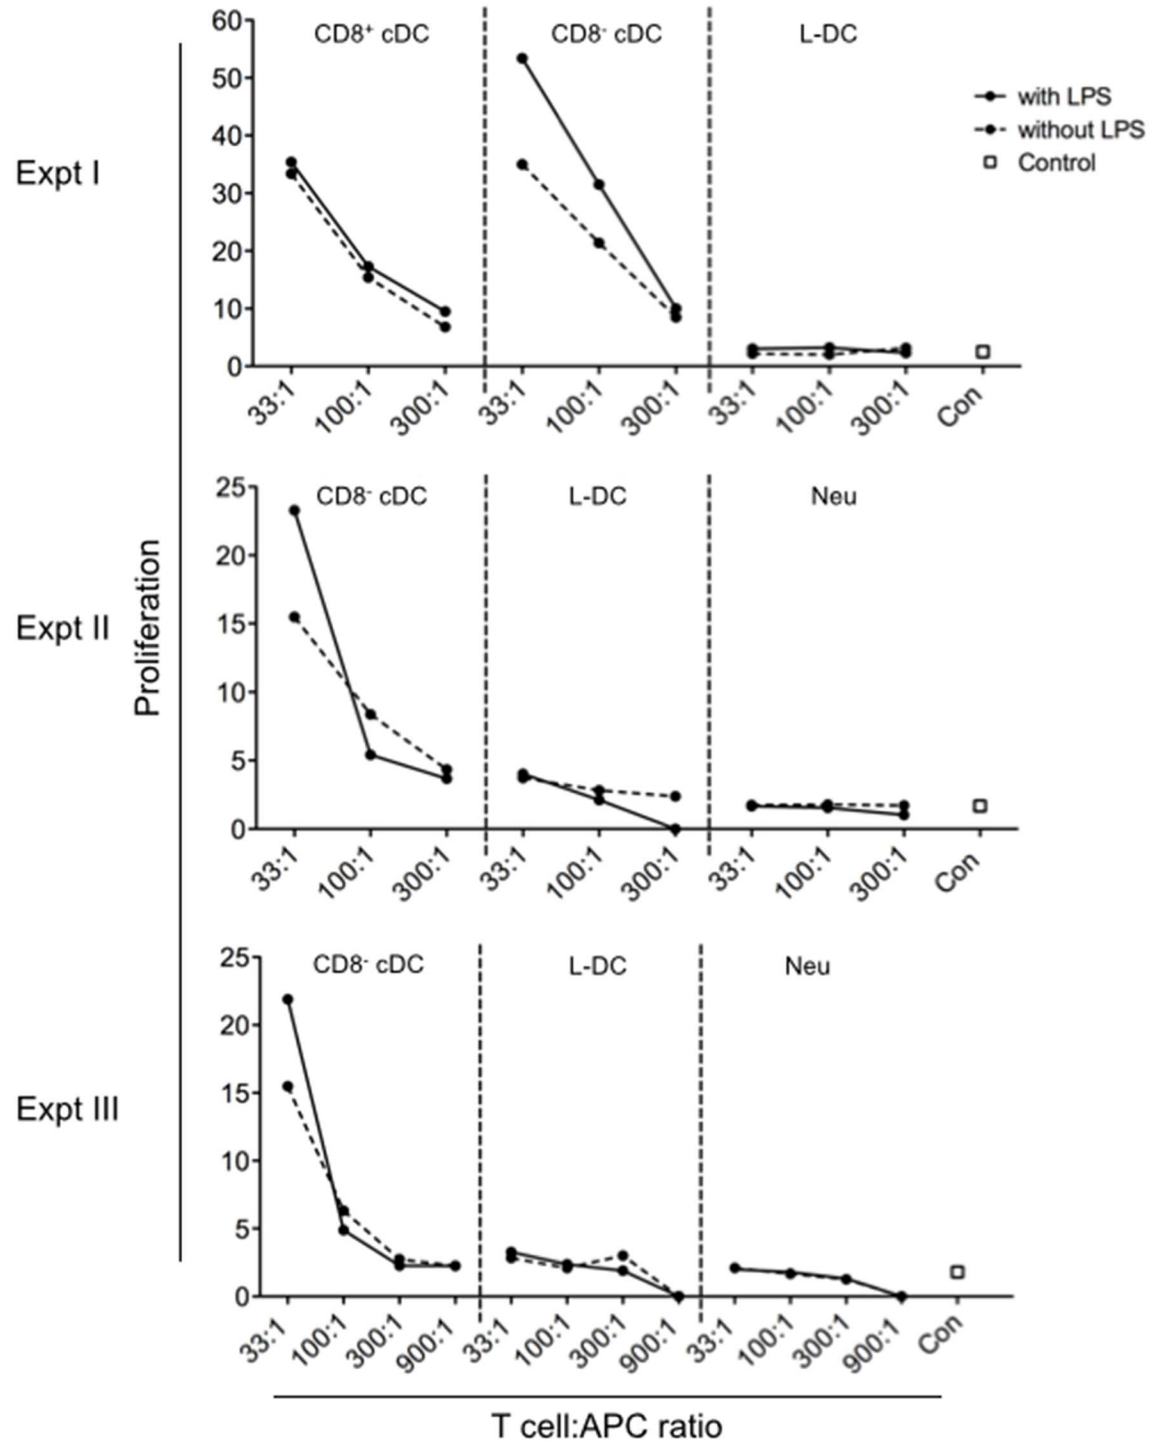 CD8⁺ cDC CD8⁻ cDC L-DC
60
50
40
30
20
10
0
with LPS
without LPS
Control
Expt I
33:1 100:1 300:1 33:1 100:1 300:1 33:1 100:1 300:1 Con
CD8⁻ cDC L-DC Neu
25
20
15
10
5
0
Expt II
Proliferation
33:1 100:1 300:1 33:1 100:1 300:1 33:1 100:1 300:1 Con
CD8⁻ cDC L-DC Neu
25
20
15
10
5
0
Expt III
33:1 100:1 300:1 900:1 33:1 100:1 300:1 900:1 33:1 100:1 300:1 900:1 Con
T cell:APC ratio